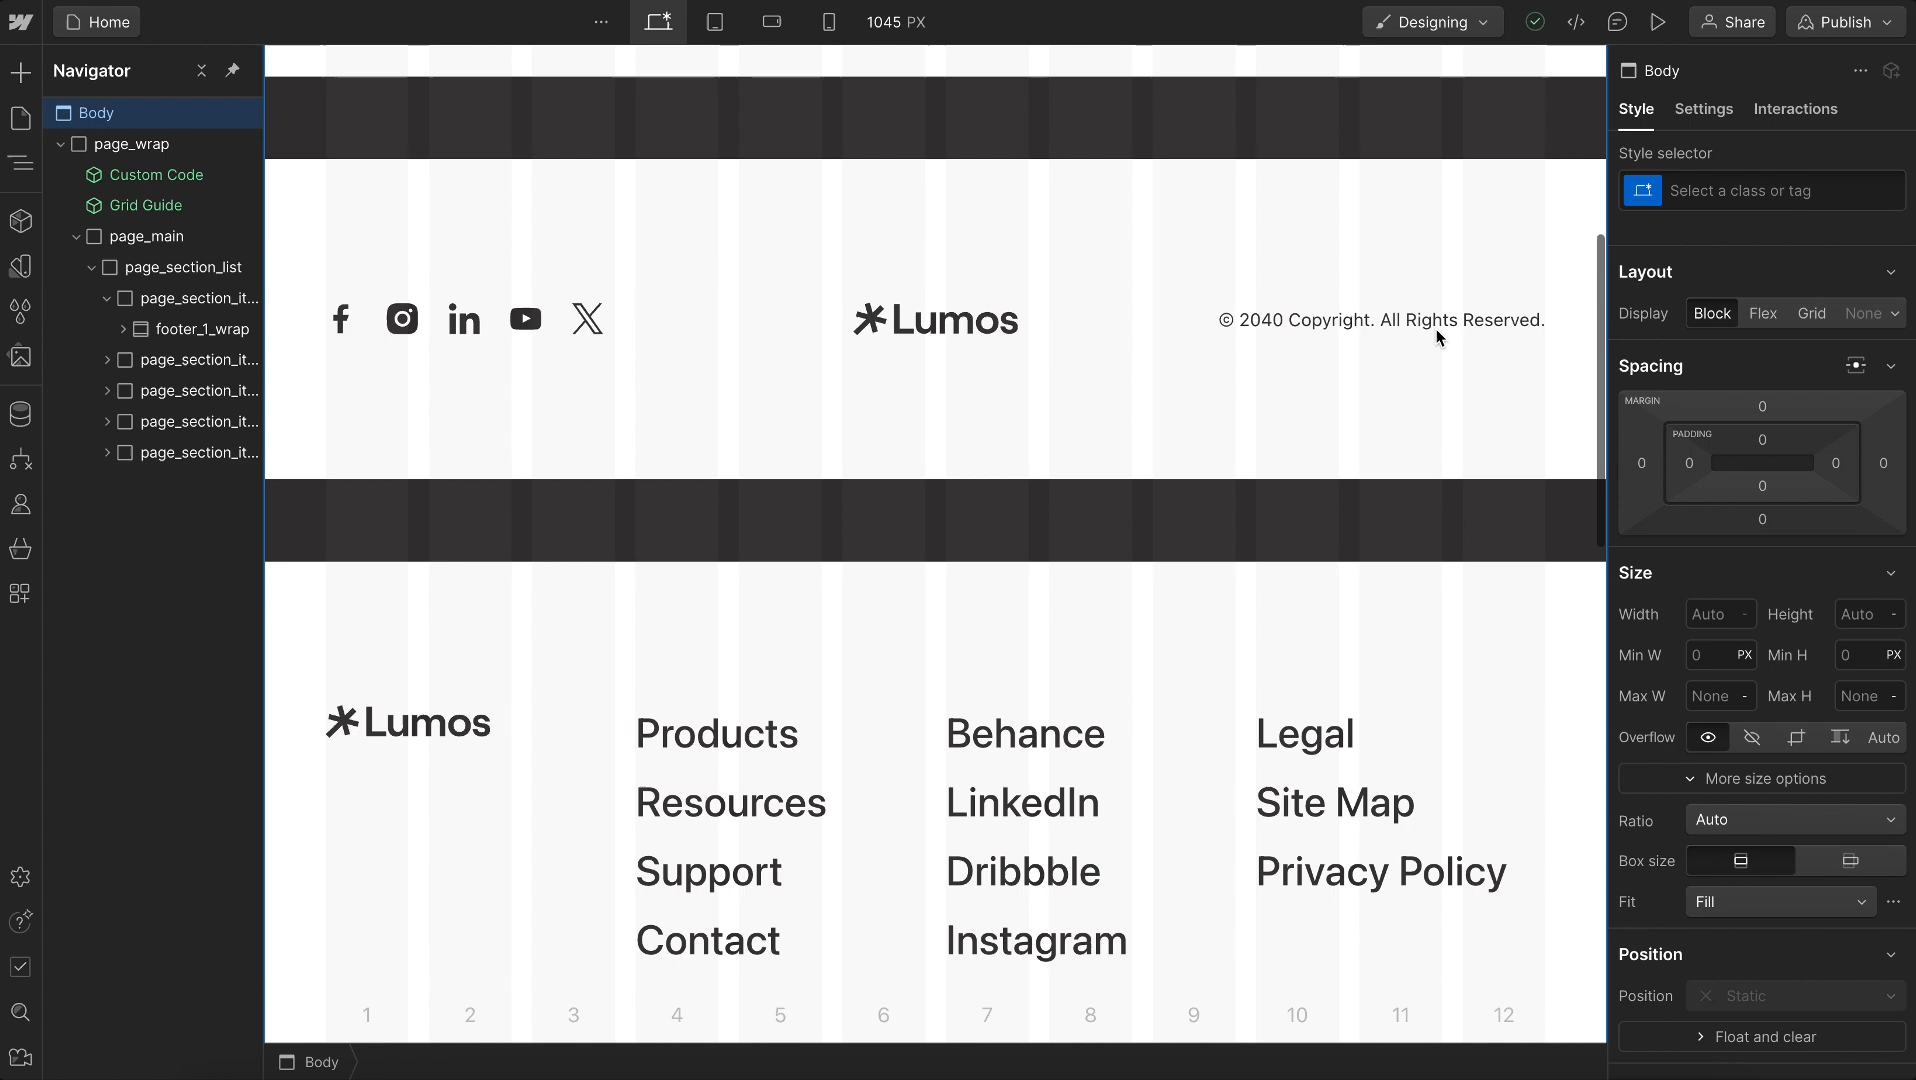 Home
1045 PX
Designing
Share
Publish
Navigator
Body
page_wrap
Custom Code
Grid Guide
page_main
page_section_list
page_section_it...
footer_1_wrap
page_section_it...
page_section_it...
page_section_it...
page_section_it...
Lumos
© 2040 Copyright. All Rights Reserved.
Lumos
Products
Resources
Support
Contact
Behance
LinkedIn
Dribbble
Instagram
Legal
Site Map
Privacy Policy
1 2 3 4 5 6 7 8 9 10 11 12
Body
Body
Style Settings Interactions
Style selector
Select a class or tag
Layout
Display Block Flex Grid None
Spacing
MARGIN
0
PADDING
0
0 0 0 0
0
0
Size
Width Auto - Height Auto -
Min W 0 PX Min H 0 PX
Max W None - Max H None -
Overflow Auto
More size options
Ratio Auto
Box size
Fit Fill
Position
Position Static
Float and clear